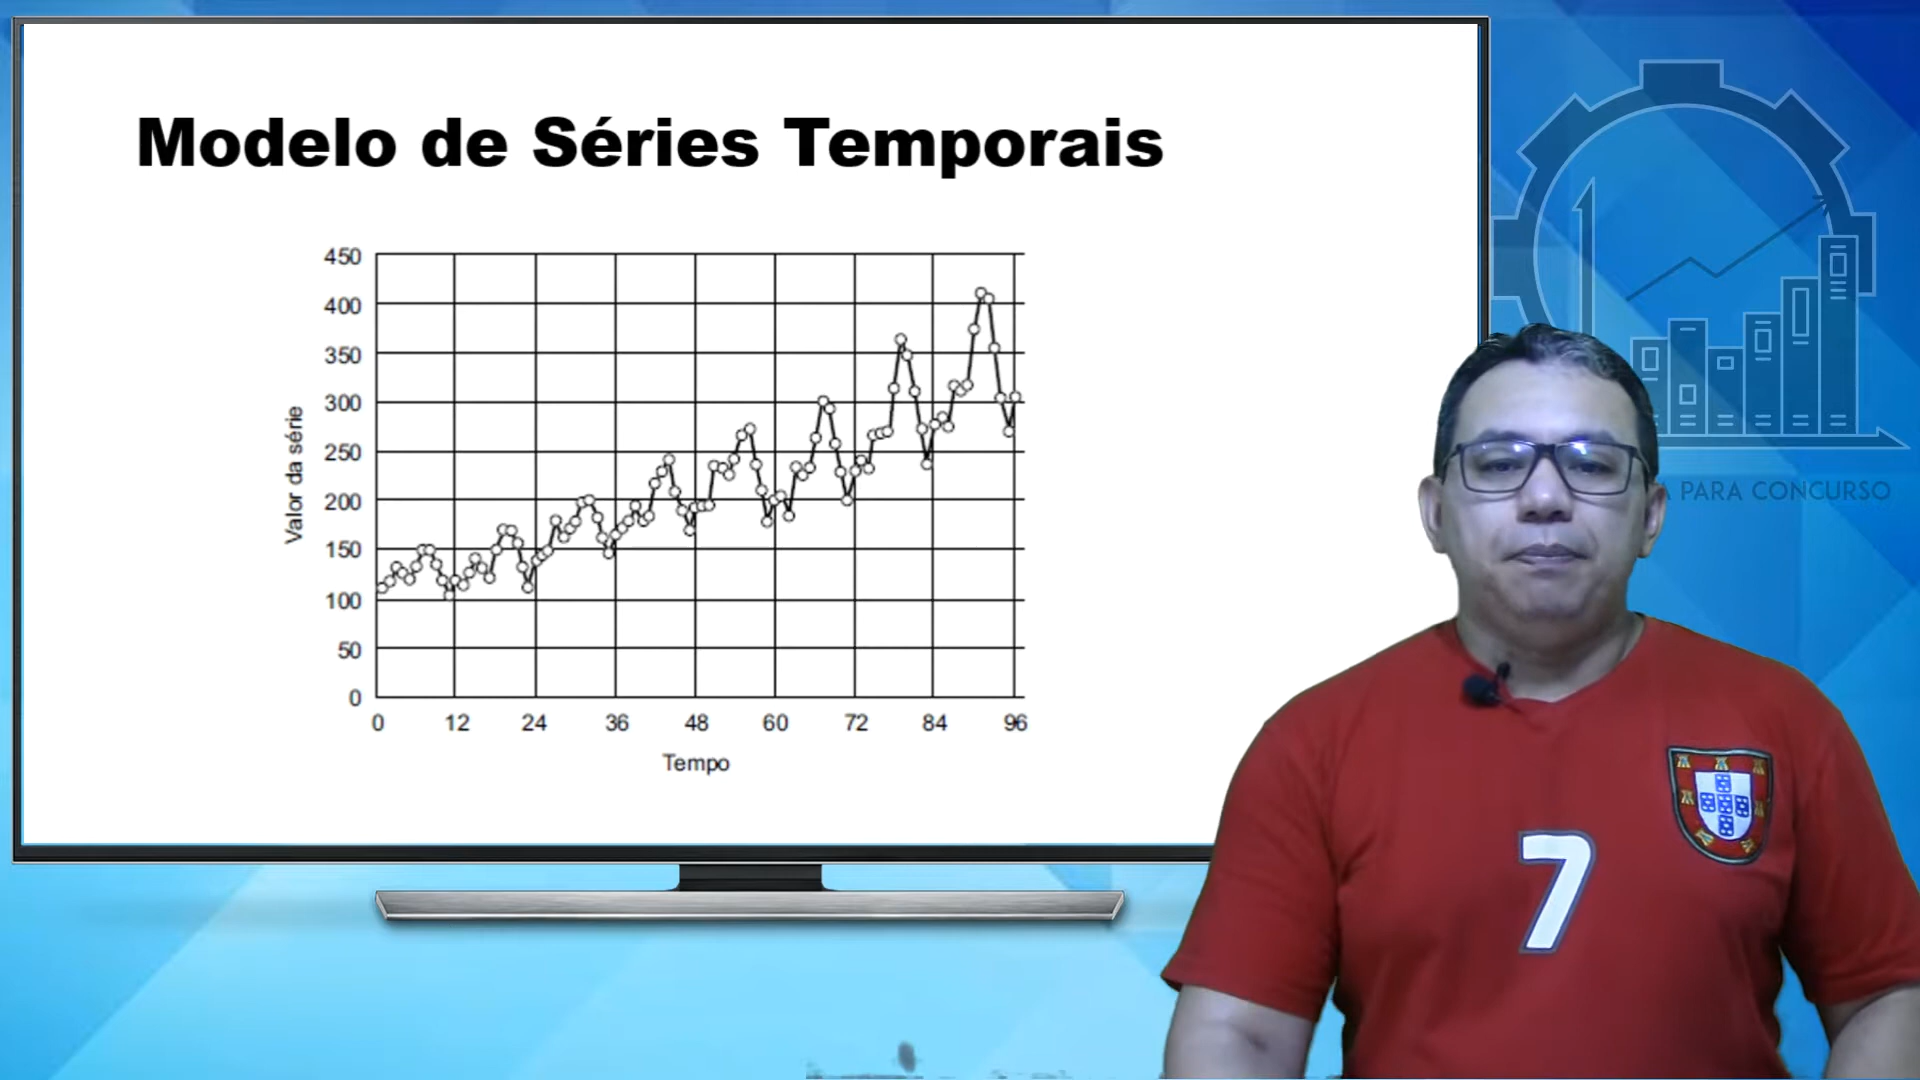 Modelo de Séries Temporais
450
400
350
300
250
200
150
100
50
0
Valor da série
0 12 24 36 48 60 72 84 96
Tempo
PARA CONCURSO
7